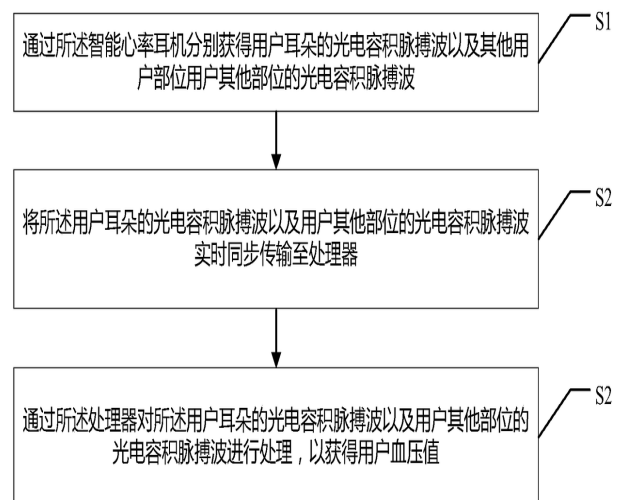 通过所述智能心率耳机分别获得用户耳朵的光电容积脉搏波以及其他用
户部位用户其他部位的光电容积脉搏波
S1
将所述用户耳朵的光电容积脉搏波以及用户其他部位的光电容积脉搏波
实时同步传输至处理器
S2
通过所述处理器对所述用户耳朵的光电容积脉搏波以及用户其他部位的
光电容积脉搏波进行处理，以获得用户血压值
S2